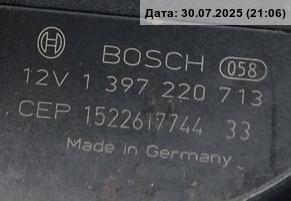 Дата: 30.07.2025 (21:06)
BOSCH 058
12V 1 397 220 713
CEP 1522617744 33
Made in Germany